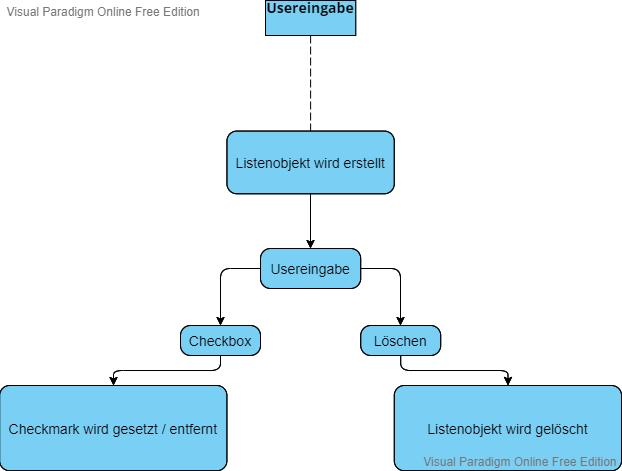 Usereingabe
Visual Paradigm Online Free Edition
Listenobjekt wird erstellt
Usereingabe
Checkbox
Löschen
Checkmark wird gesetzt / entfernt
Listenobjekt wird gelöscht
Visual Paradigm Online Free Edition